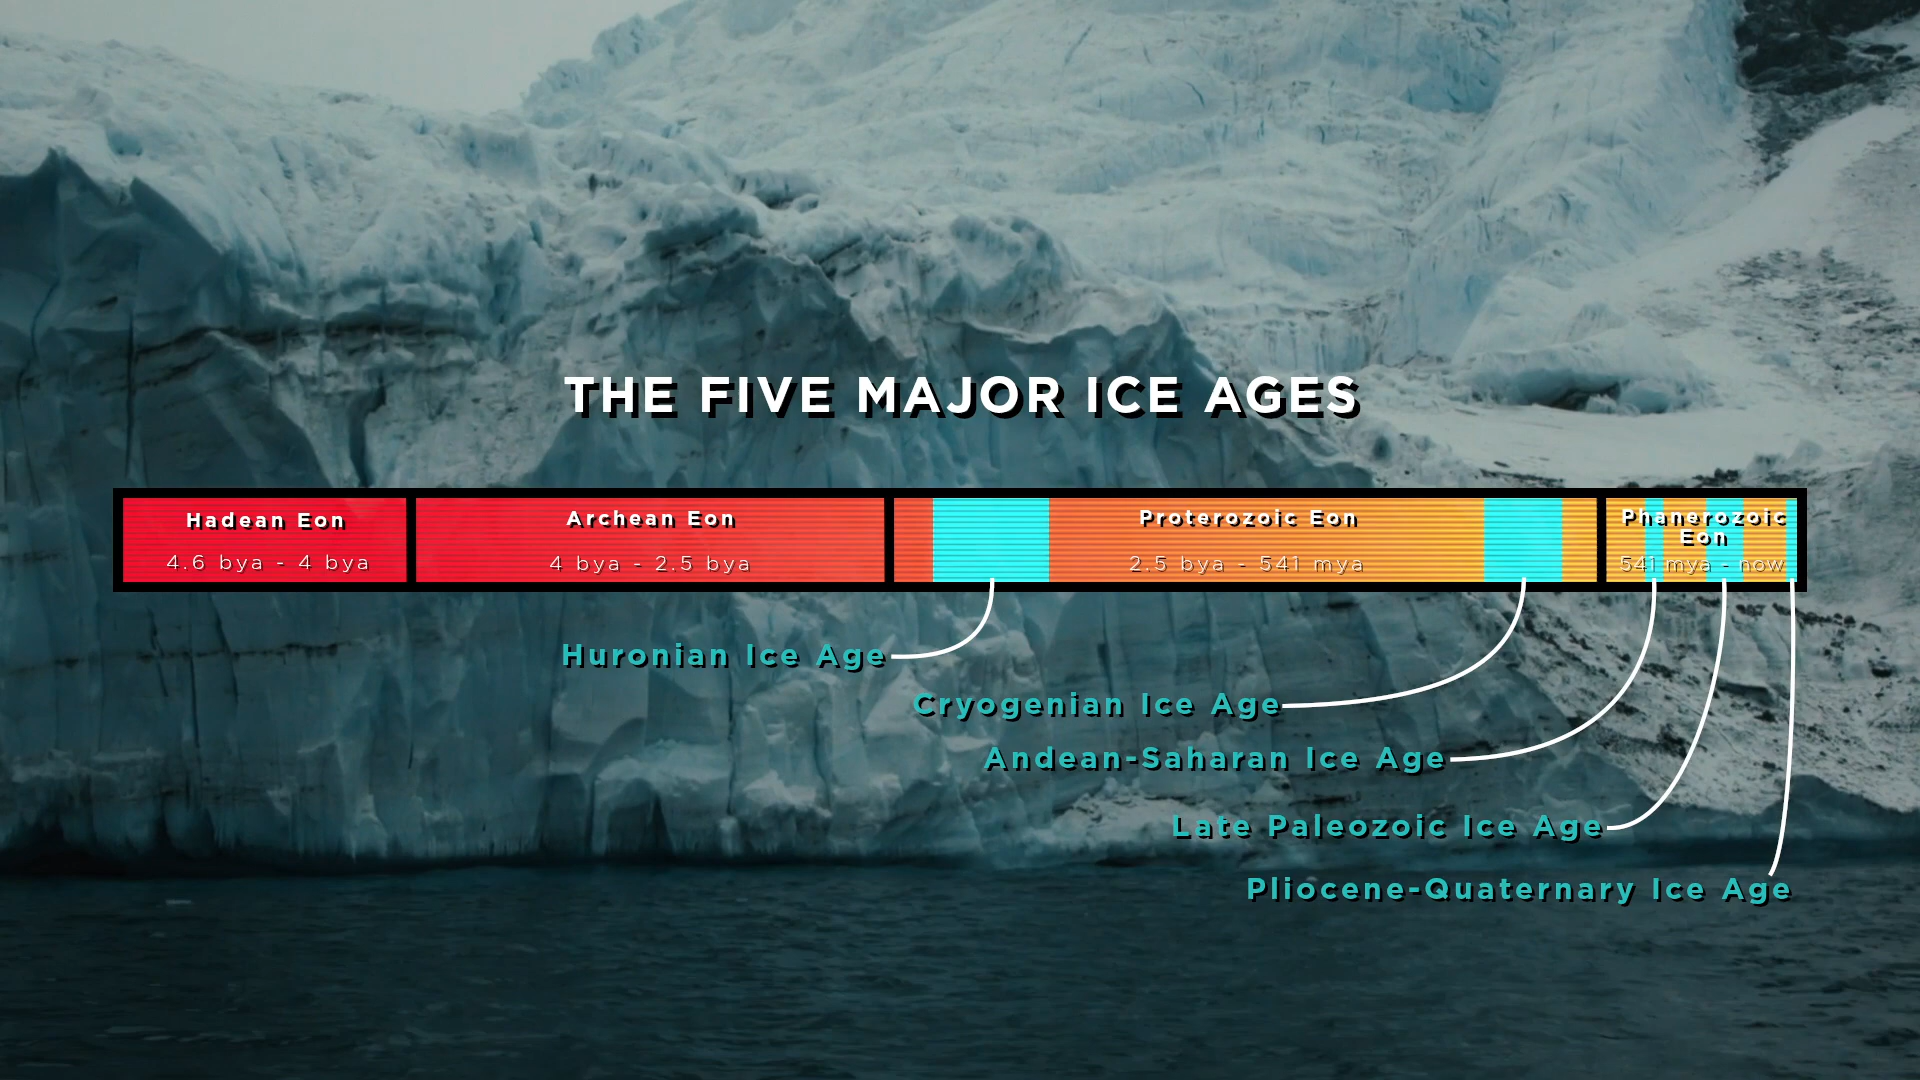 THE FIVE MAJOR ICE AGES
Hadean Eon
4.6 bya - 4 bya
Archean Eon
4 bya - 2.5 bya
Proterozoic Eon
2.5 bya - 541 mya
Phanerozoic
Eon
541 mya - now
Huronian Ice Age
Cryogenian Ice Age
Andean-Saharan Ice Age
Late Paleozoic Ice Age
Pliocene-Quaternary Ice Age